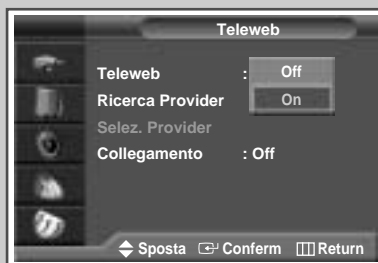 Teleweb
Teleweb : Off
Ricerca Provider On
Selez. Provider
Collegamento : Off
Sposta Conferm Return